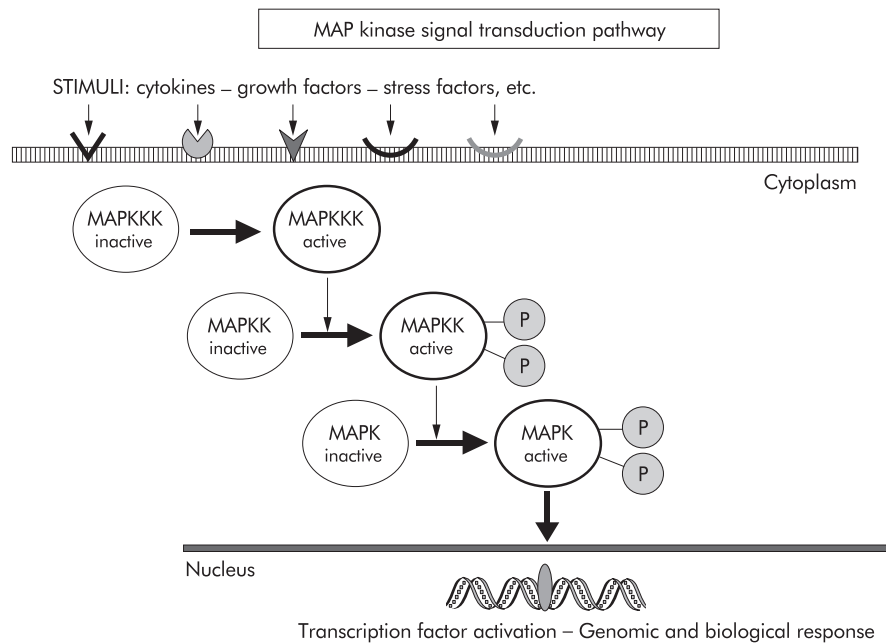 MAP kinase signal transduction pathway
STIMULI: cytokines – growth factors – stress factors, etc.
Cytoplasm
MAPKKK
inactive
MAPKKK
active
MAPKK
inactive
MAPKK
active
P
P
MAPK
inactive
MAPK
active
P
P
Nucleus
Transcription factor activation – Genomic and biological response